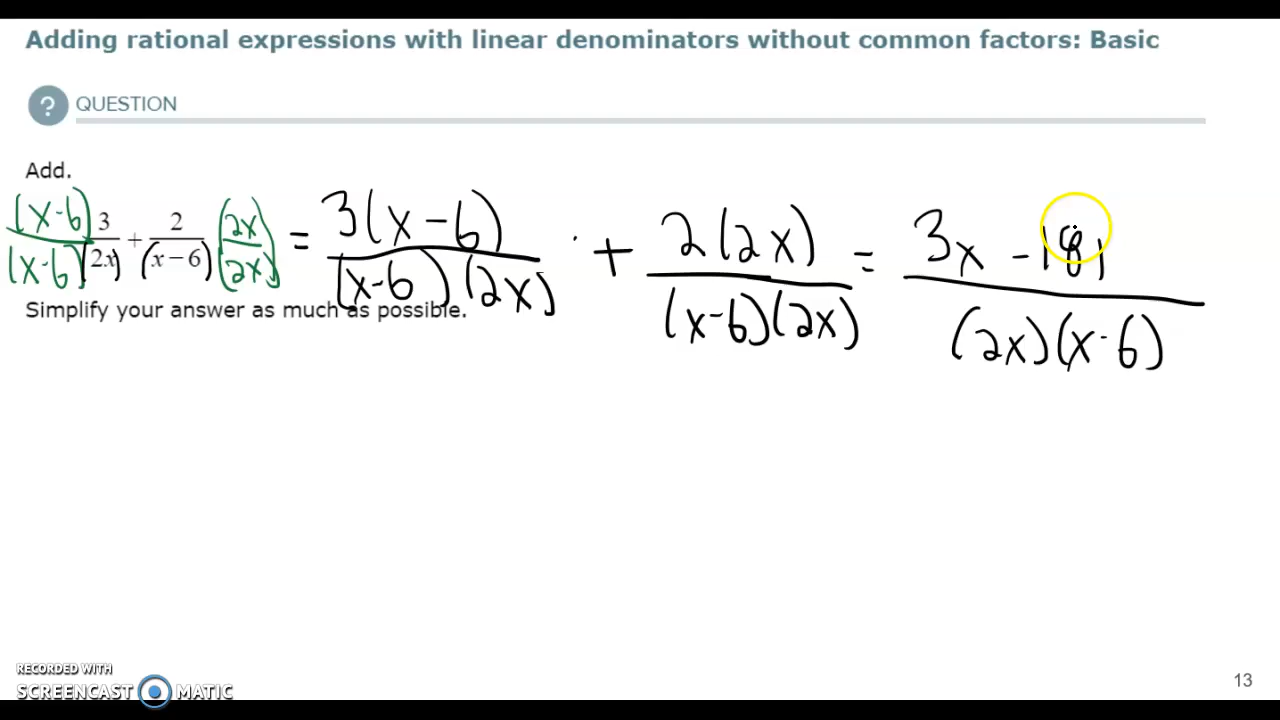 Adding rational expressions with linear denominators without common factors: Basic
? QUESTION
Add.
(x-6)/(x-6) 3/(2x) + 2/(x-6) (2x/2x) = 3(x-6)/(x-6)(2x) + 2(2x)/(x-6)(2x) = 3x-18/(2x)(x-6)
Simplify your answer as much as possible.
RECORDED WITH
SCREENCAST MATIC
13